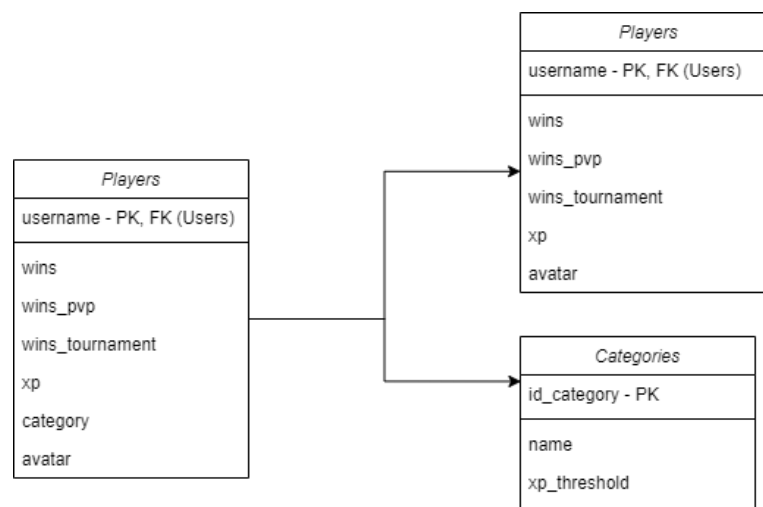 Players
username - PK, FK (Users)
wins
wins_pvp
wins_tournament
xp
category
avatar
Players
username - PK, FK (Users)
wins
wins_pvp
wins_tournament
xp
avatar
Categories
id_category - PK
name
xp_threshold